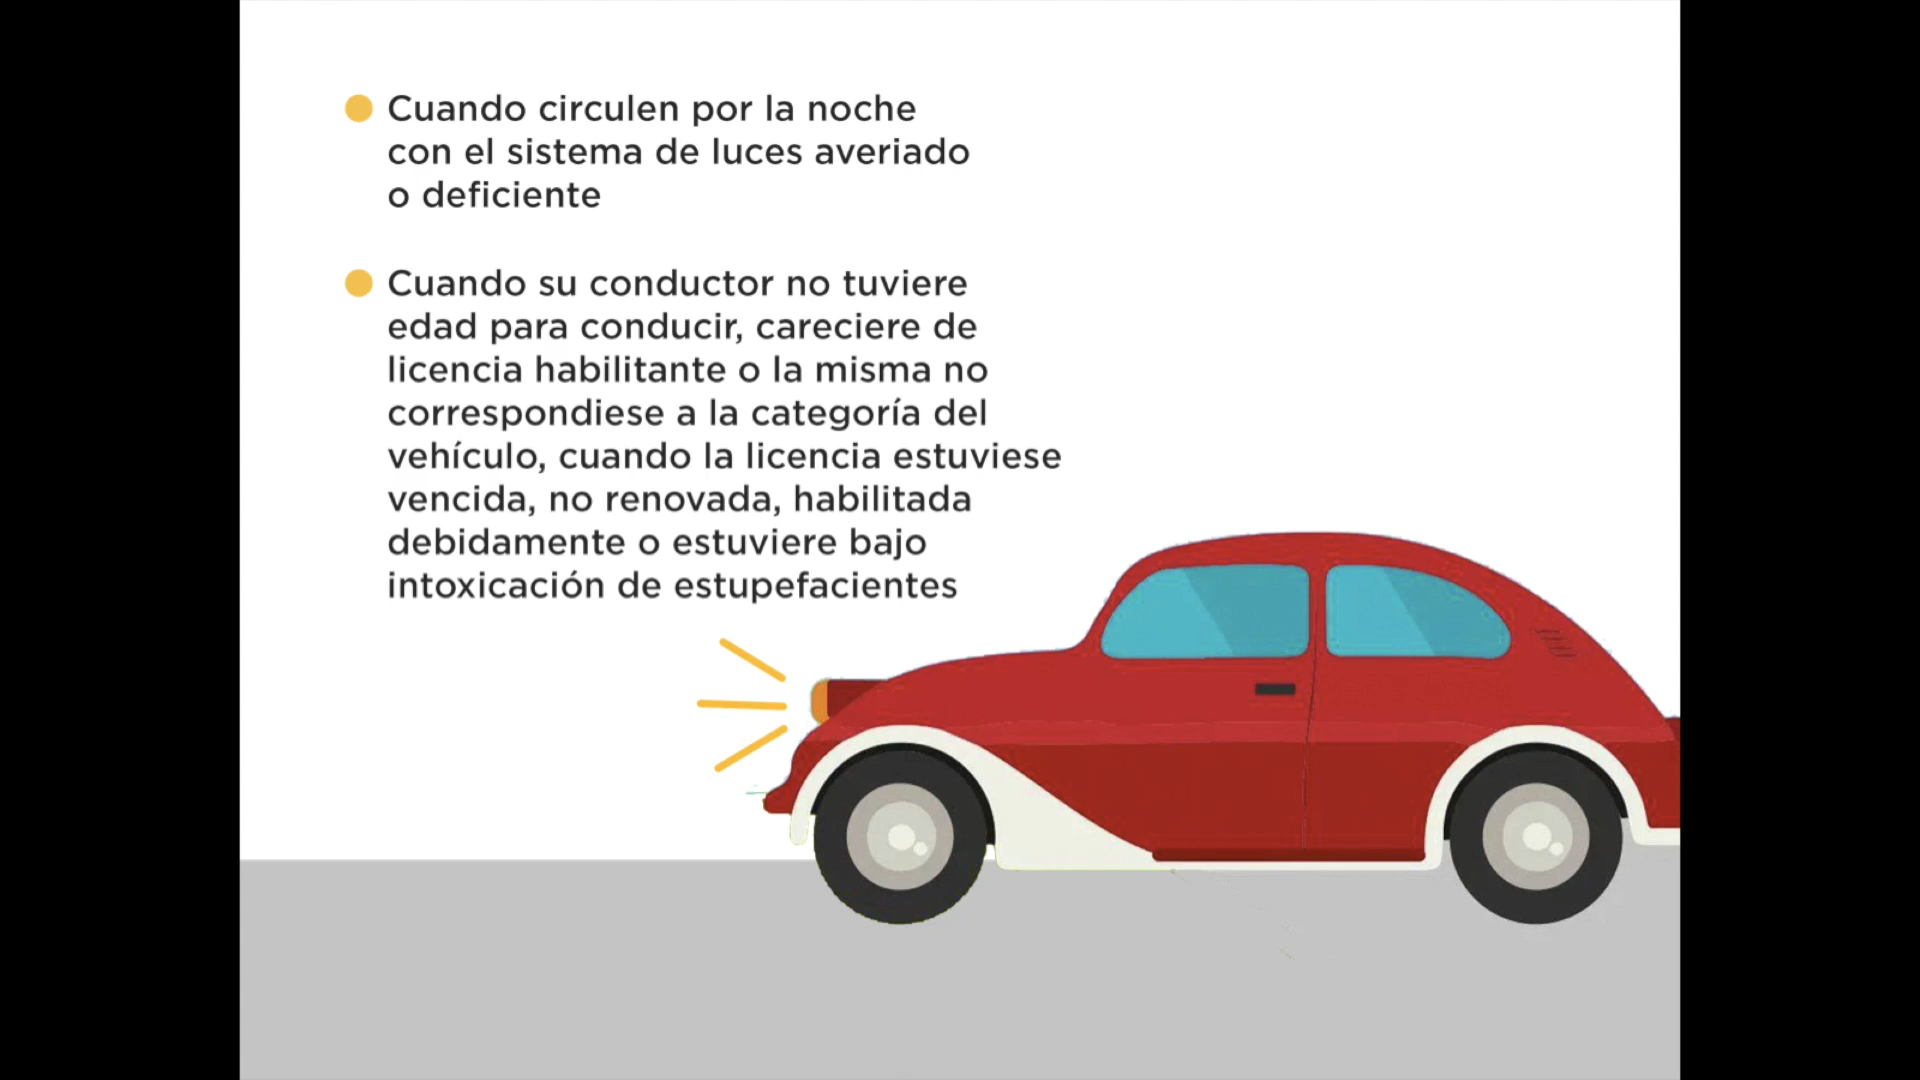 Cuando circulen por la noche
con el sistema de luces averiado
o deficiente
Cuando su conductor no tuviere
edad para conducir, careciere de
licencia habilitante o la misma no
correspondiese a la categoría del
vehículo, cuando la licencia estuviese
vencida, no renovada, habilitada
debidamente o estuviere bajo
intoxicación de estupefacientes